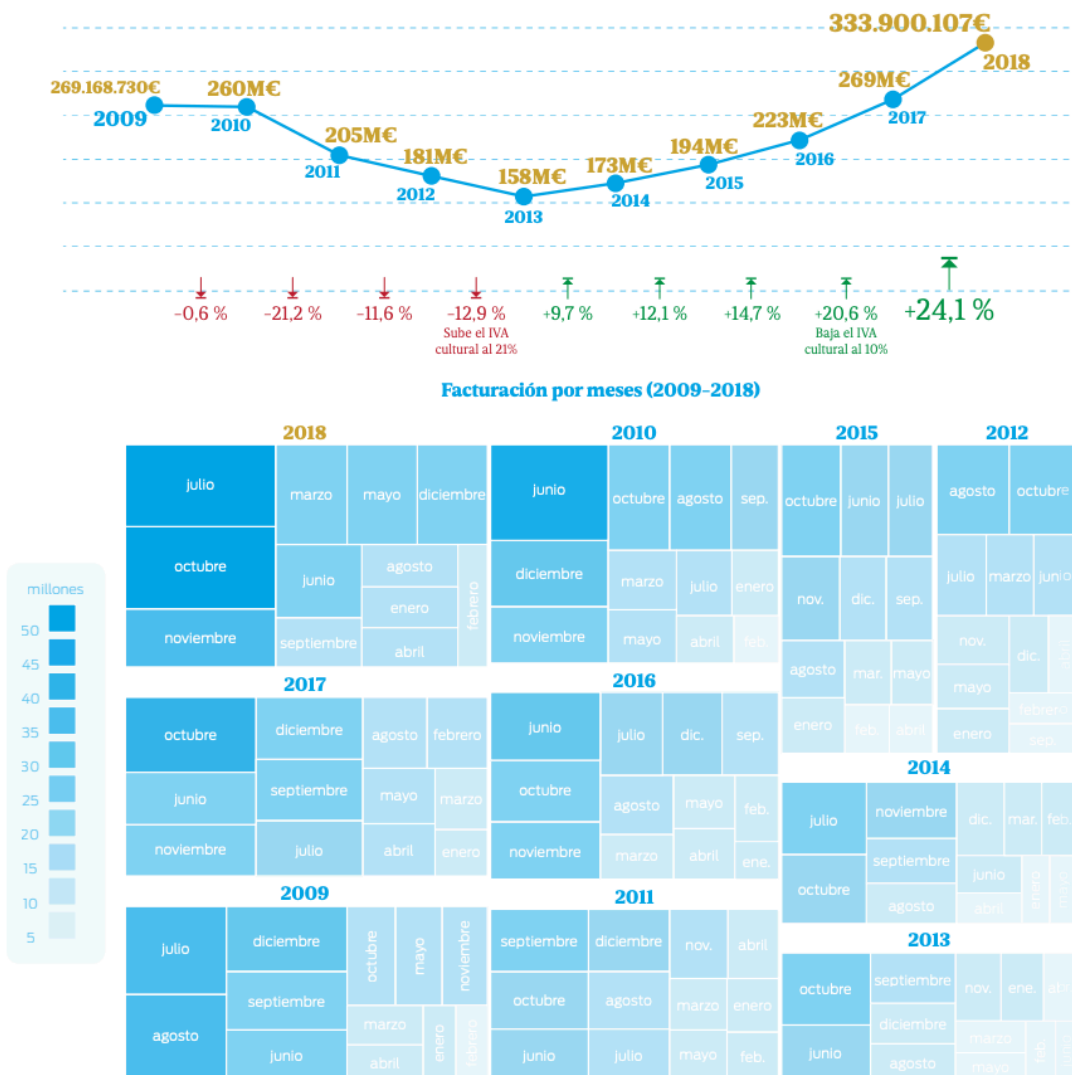 333.900.107€
2018
269.168.730€
2009
260M€
2010
205M€
2011
181M€
2012
158M€
2013
173M€
2014
194M€
2015
223M€
2016
269M€
2017
-0,6 %
-21,2 %
-11,6 %
-12,9 %
Sube el IVA
cultural al 21%
+9,7 %
+12,1 %
+14,7 %
+20,6 %
Baja el IVA
cultural al 10%
+24,1 %
Facturación por meses (2009-2018)
millones
50
45
40
35
30
25
20
15
10
5
2018
julio
octubre
noviembre
marzo
mayo
diciembre
junio
septiembre
agosto
enero
abril
febrero
2010
junio
diciembre
noviembre
octubre
agosto
sep.
marzo
julio
enero
mayo
abril
feb.
2015
octubre
junio
julio
nov.
dic.
sep.
agosto
mar.
mayo
enero
feb.
abril
2012
agosto
octubre
julio
marzo
junio
nov.
mayo
enero
dic.
abril
febrero
sep.
2017
octubre
junio
noviembre
diciembre
septiembre
julio
agosto
febrero
mayo
marzo
abril
enero
2016
junio
octubre
noviembre
julio
dic.
sep.
agosto
mayo
feb.
marzo
abril
ene.
2014
julio
octubre
noviembre
septiembre
agosto
dic.
mar.
feb.
junio
abril
enero
mayo
2009
julio
agosto
diciembre
septiembre
junio
octubre
mayo
noviembre
marzo
abril
enero
febrero
2011
septiembre
octubre
junio
diciembre
agosto
julio
nov.
abril
marzo
enero
mayo
feb.
2013
octubre
junio
septiembre
diciembre
agosto
nov.
ene.
marzo
mayo
feb.